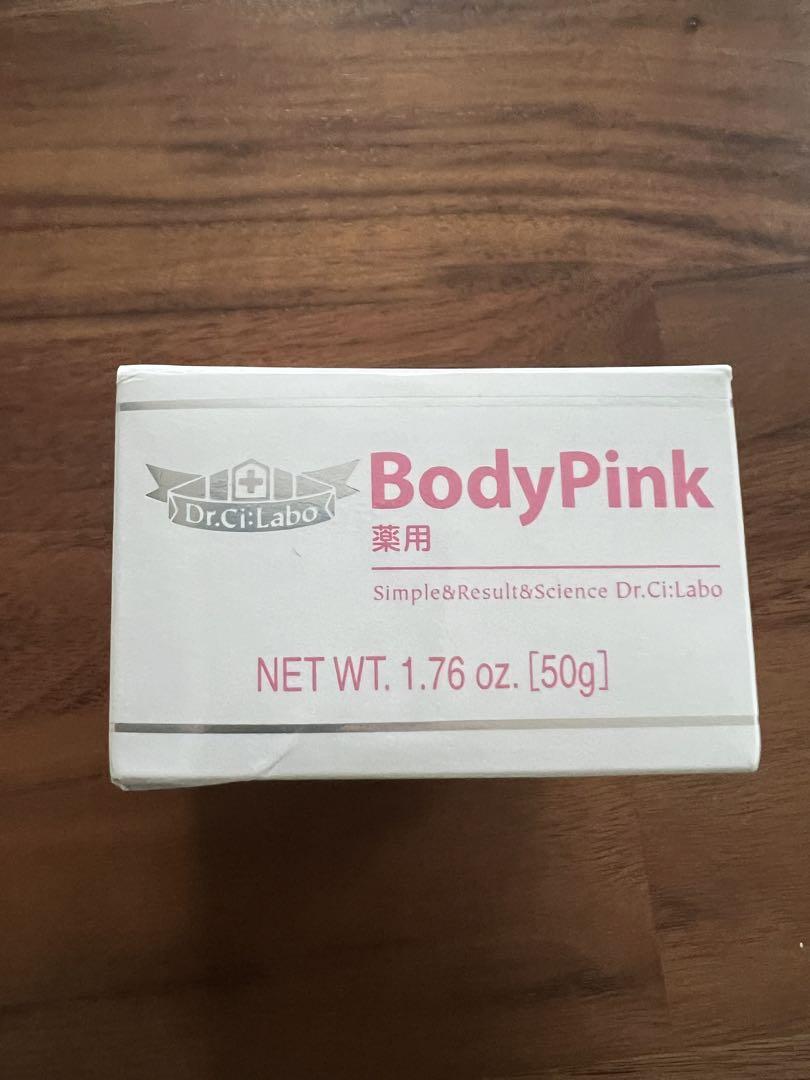 Dr.Ci:Labo
BodyPink
薬用
Simple&Result&Science Dr.Ci:Labo
NET WT. 1.76 oz. [50g]